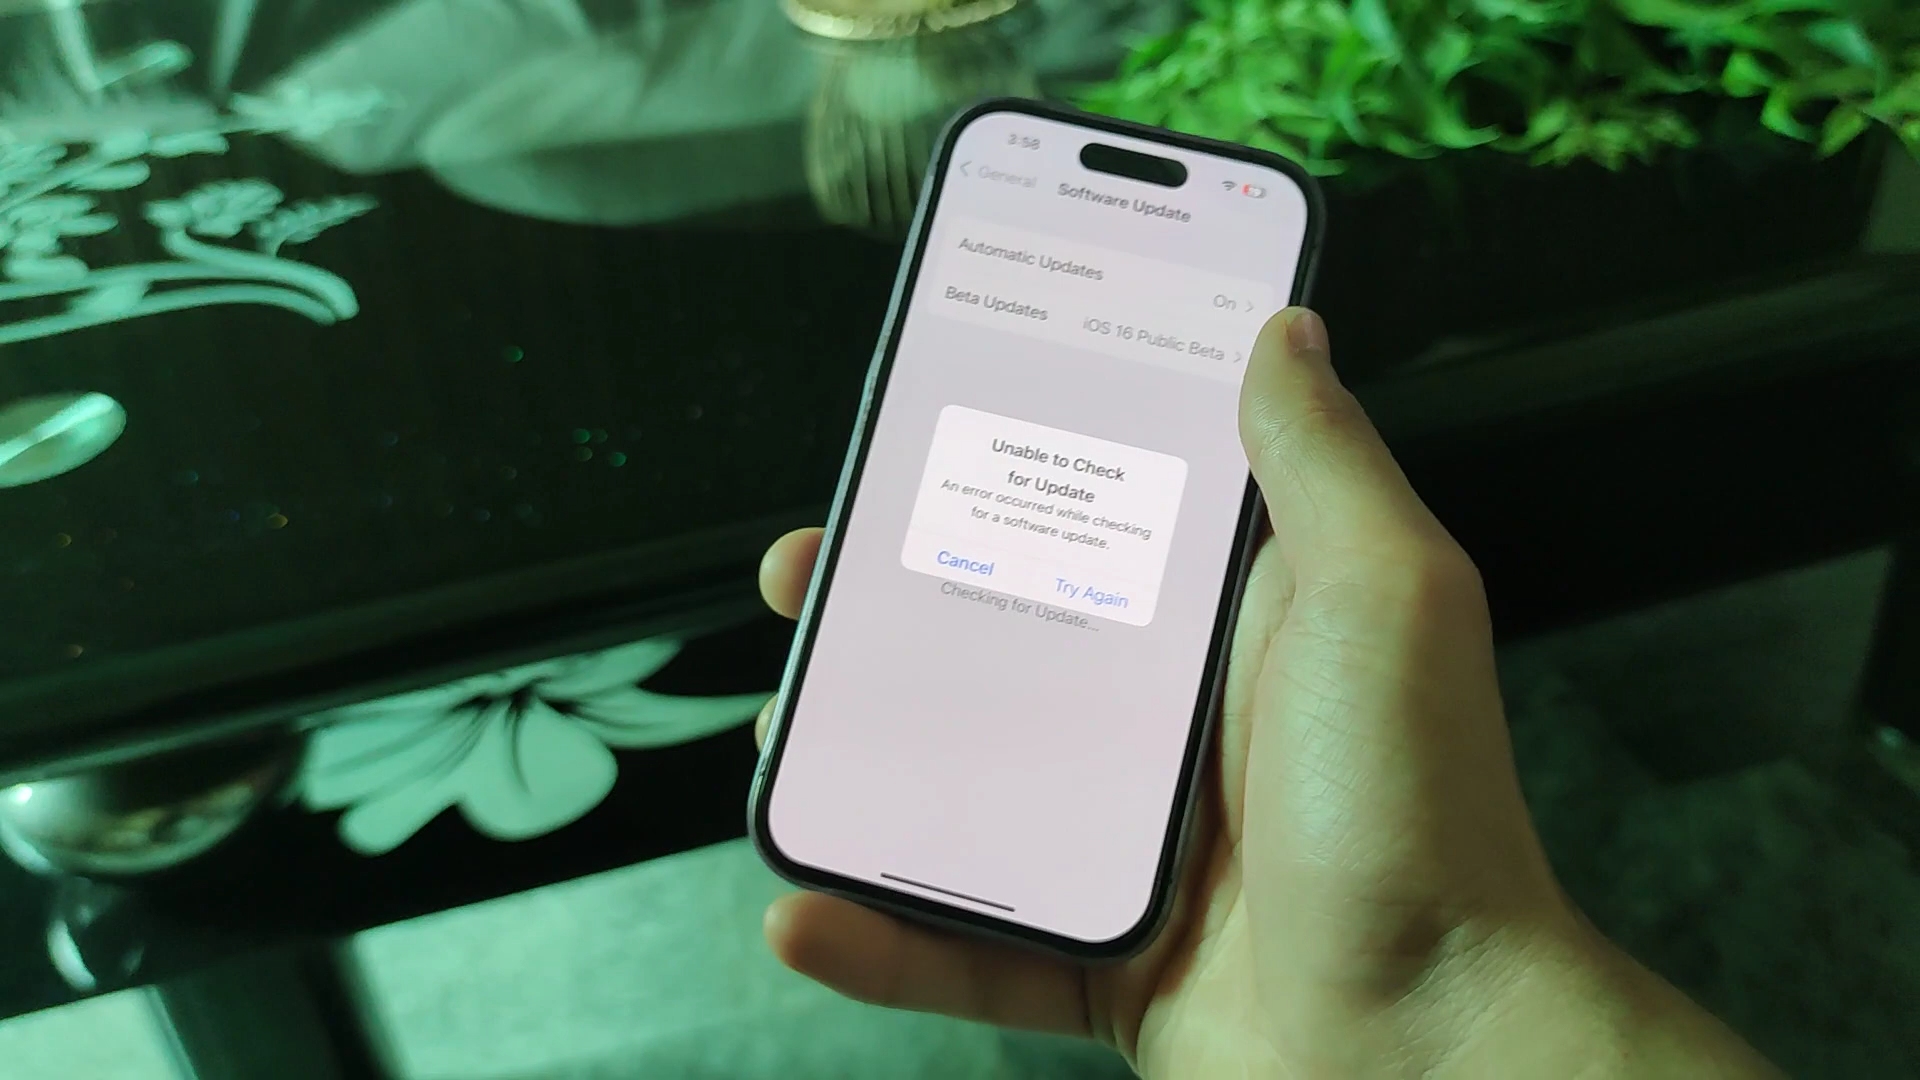 3:58
General
Software Update
Automatic Updates
On
Beta Updates
iOS 16 Public Beta
Unable to Check
for Update
An error occurred while checking
for a software update.
Cancel
Try Again
Checking for Update...